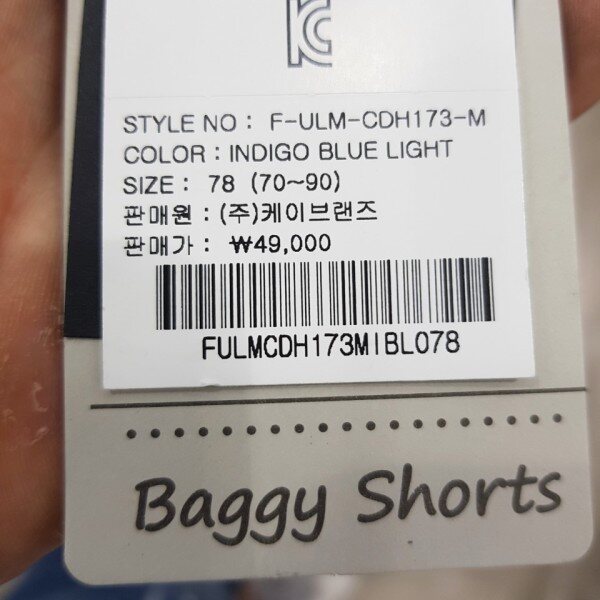 KC
STYLE NO : F-ULM-CDH173-M
COLOR : INDIGO BLUE LIGHT
SIZE : 78 (70~90)
판매원 : (주)케이브랜즈
판매가 : ₩49,000
FULMCDH173MIBL078
Baggy Shorts